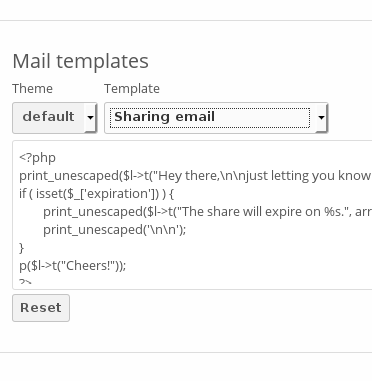 Mail templates
Theme Template
default Sharing email
<?php
print_unescaped($l->t("Hey there,\n\njust letting you know
if ( isset($_['expiration']) ) {
print_unescaped($l->t("The share will expire on %s.", arr
print_unescaped('\n\n');
}
p($l->t("Cheers!"));
?>
Reset